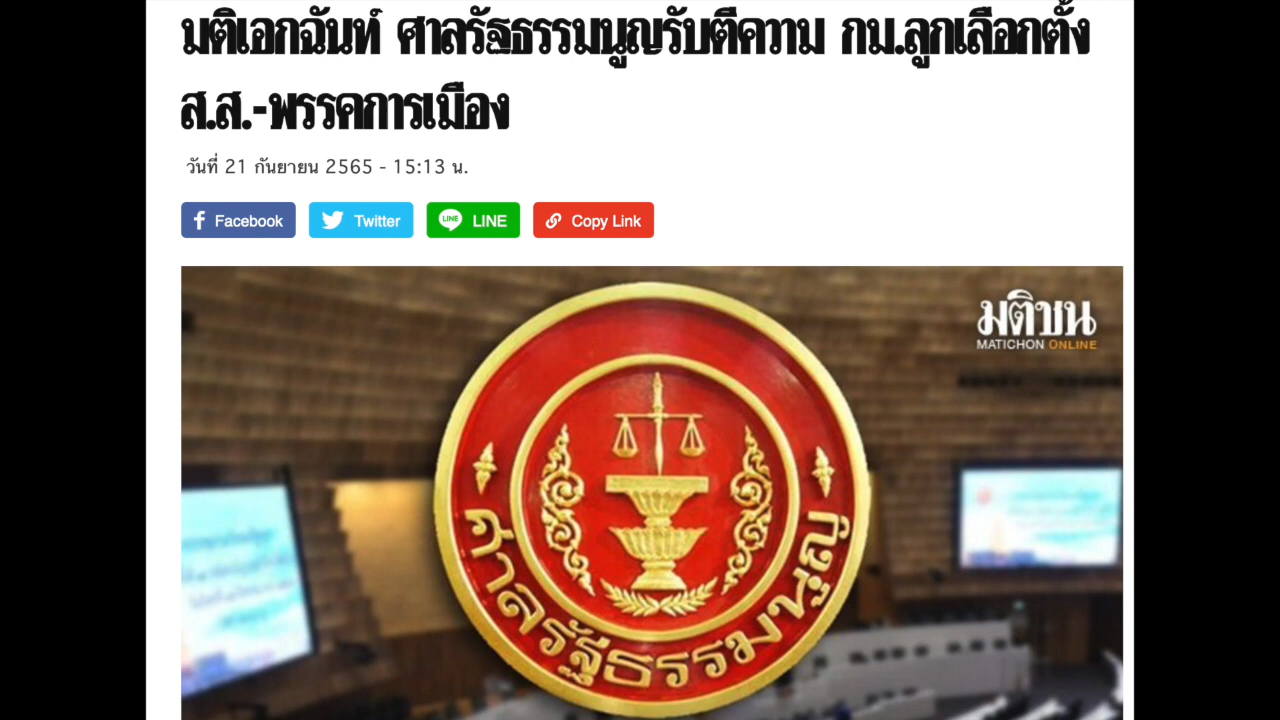 มติเอกฉันท์ ศาลรัฐธรรมนูญรับตีความ กม.ลูกเลือกตั้ง
ส.ส.-พรรคการเมือง
วันที่ 21 กันยายน 2565 - 15:13 น.
Facebook
Twitter
LINE LINE
Copy Link
มติชน
MATICHON ONLINE
ศาลรัฐธรรมนูญ